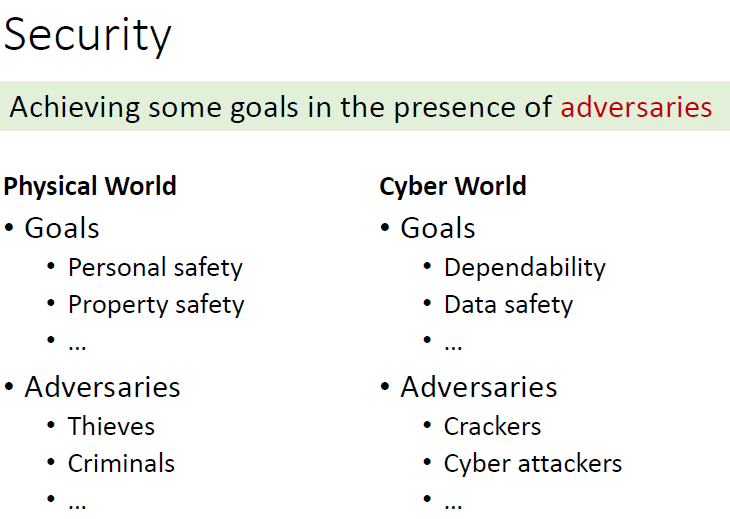 Security
Achieving some goals in the presence of adversaries
Physical World
• Goals
• Personal safety
• Property safety
• ...
• Adversaries
• Thieves
• Criminals
• ...
Cyber World
• Goals
• Dependability
• Data safety
• ...
• Adversaries
• Crackers
• Cyber attackers
• ...